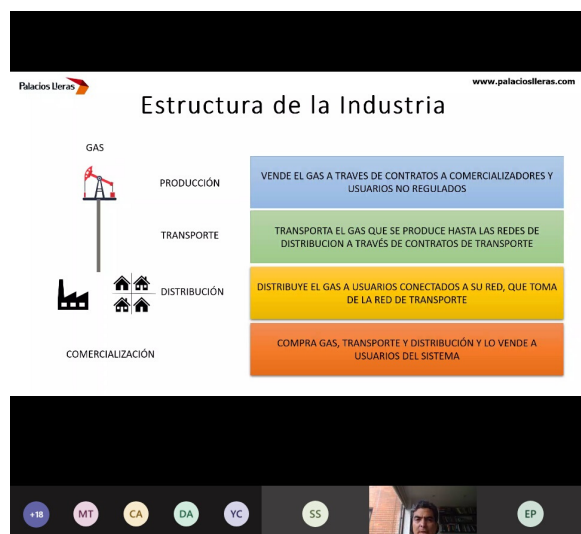 Palacios Lleras
www.palacioslleras.com
Estructura de la Industria
GAS
PRODUCCIÓN
VENDE EL GAS A TRAVES DE CONTRATOS A COMERCIALIZADORES Y
USUARIOS NO REGULADOS
TRANSPORTE
TRANSPORTA EL GAS QUE SE PRODUCE HASTA LAS REDES DE
DISTRIBUCION A TRAVÉS DE CONTRATOS DE TRANSPORTE
DISTRIBUCIÓN
DISTRIBUYE EL GAS A USUARIOS CONECTADOS A SU RED, QUE TOMA
DE LA RED DE TRANSPORTE
COMERCIALIZACIÓN
COMPRA GAS, TRANSPORTE Y DISTRIBUCIÓN Y LO VENDE A
USUARIOS DEL SISTEMA
+18
MT
CA
DA
YC
SS
EP